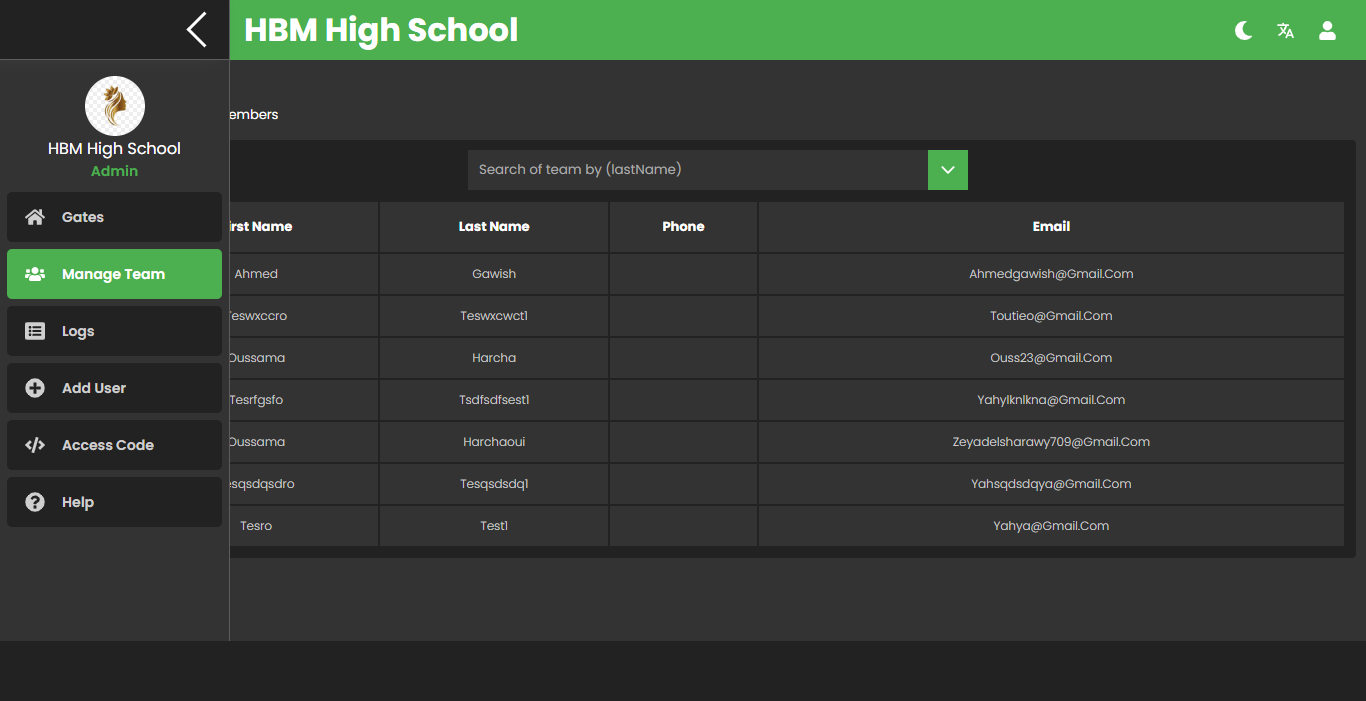 HBM High School
HBM High School
Admin
Gates
Manage Team
Logs
Add User
Access Code
Help
embers
Search of team by (lastName)
irst Name Last Name Phone Email
Ahmed Gawish Ahmedgawish@Gmail.Com
eswxccro Teswxcwct1 Toutieo@Gmail.Com
Oussama Harcha Ouss23@Gmail.Com
Tesrfgsfo Tsdfsdfsest1 Yahylknlkna@Gmail.Com
Oussama Harchaoui Zeyadelsharawy709@Gmail.Com
esqsdqsdro Tesqsdsdq1 Yahsqdsdqya@Gmail.Com
Tesro Test1 Yahya@Gmail.Com